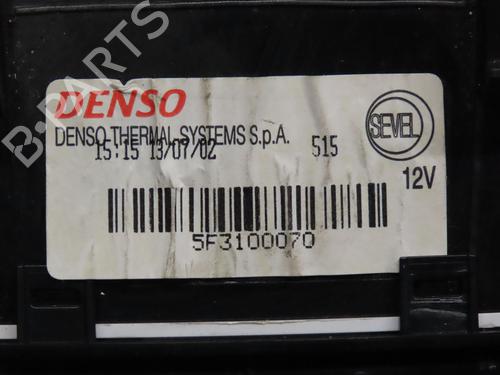 DENSO
DENSO THERMAL SYSTEMS S.p.A.
15:15 13/07/02 515
SEVEL
12V
5F3100070
B-PARTS